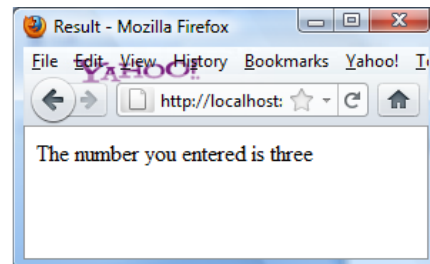 Result - Mozilla Firefox
File Edit View History Bookmarks Yahoo!
YAHOO!
http://localhost:
The number you entered is three